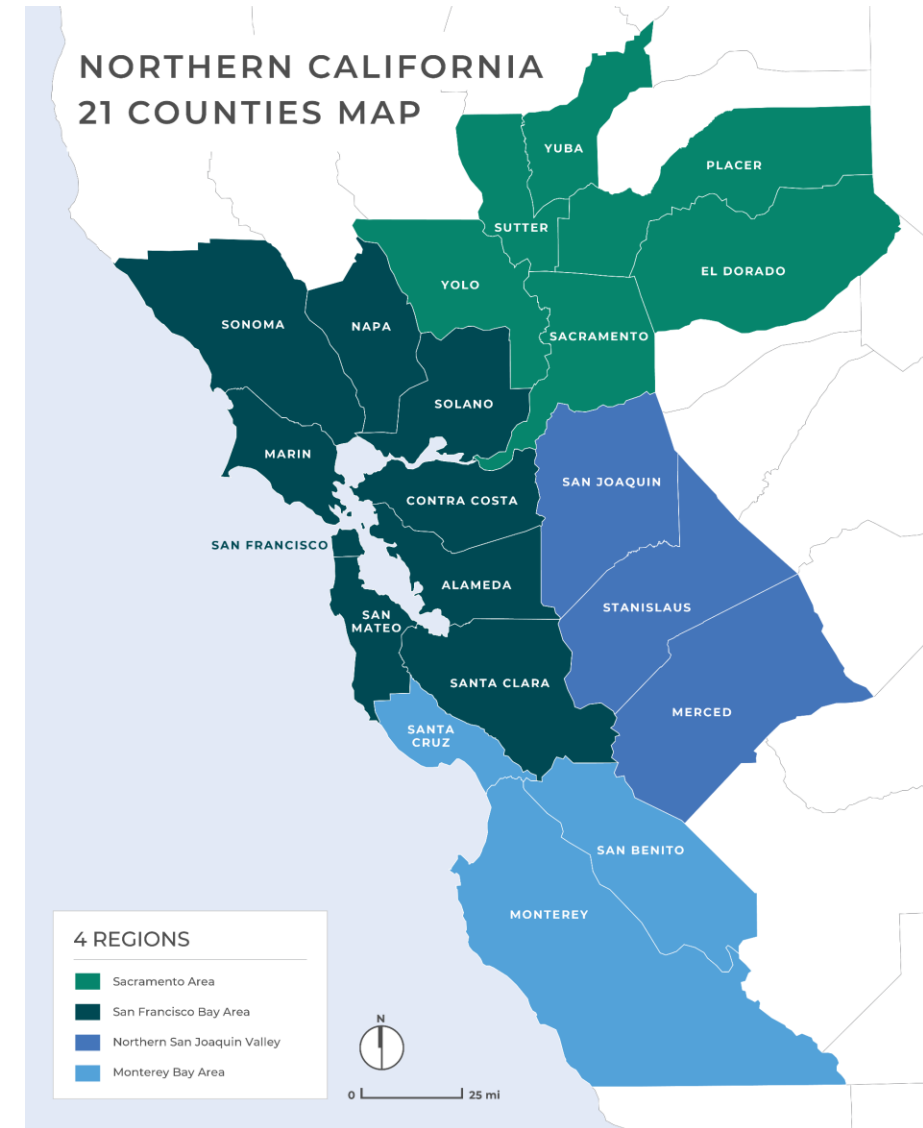 NORTHERN CALIFORNIA
21 COUNTIES MAP
YUBA
PLACER
SUTTER
EL DORADO
YOLO
SONOMA
NAPA
SACRAMENTO
SOLANO
MARIN
SAN JOAQUIN
CONTRA COSTA
SAN FRANCISCO
ALAMEDA
STANISLAUS
SAN
MATEO
SANTA CLARA
MERCED
SANTA
CRUZ
SAN BENITO
MONTEREY
4 REGIONS
Sacramento Area
San Francisco Bay Area
Northern San Joaquin Valley
Monterey Bay Area
N
0 25 mi